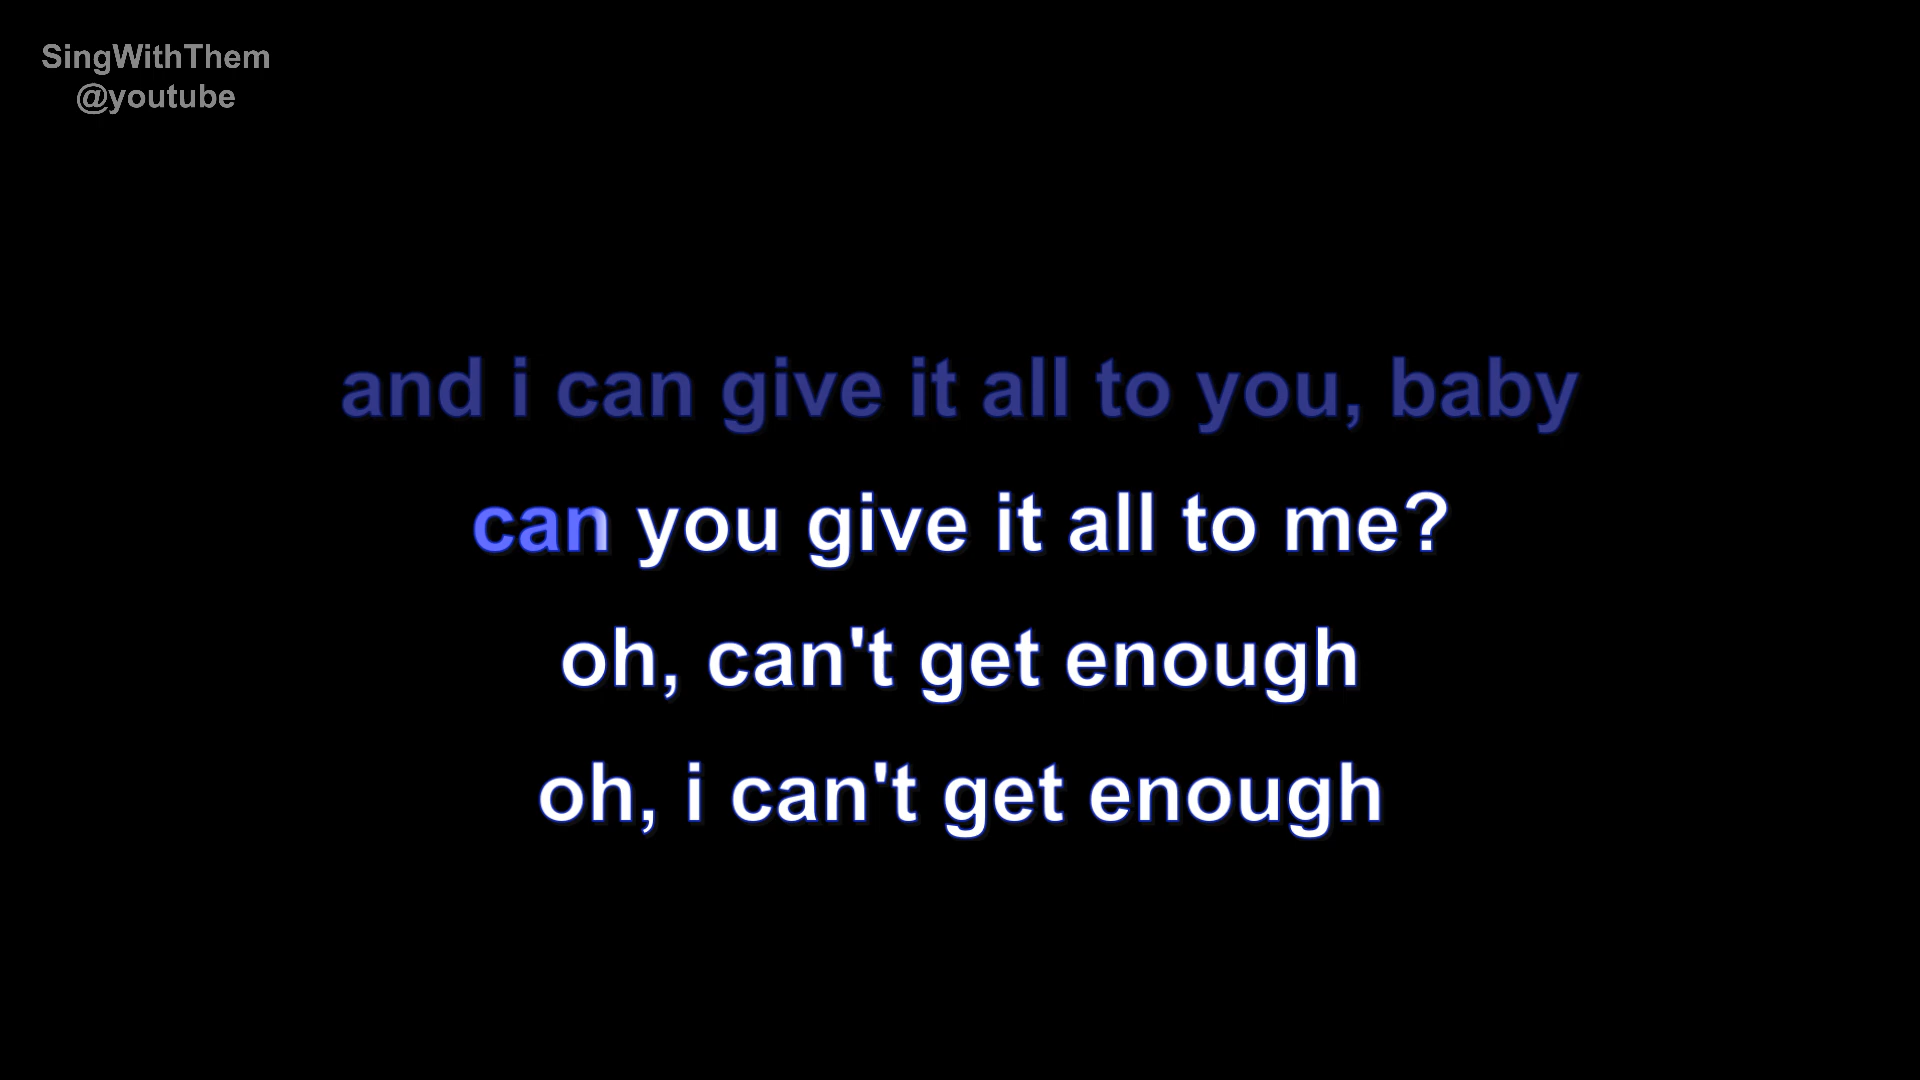 SingWithThem
@youtube
and i can give it all to you, baby
can you give it all to me?
oh, can't get enough
oh, i can't get enough